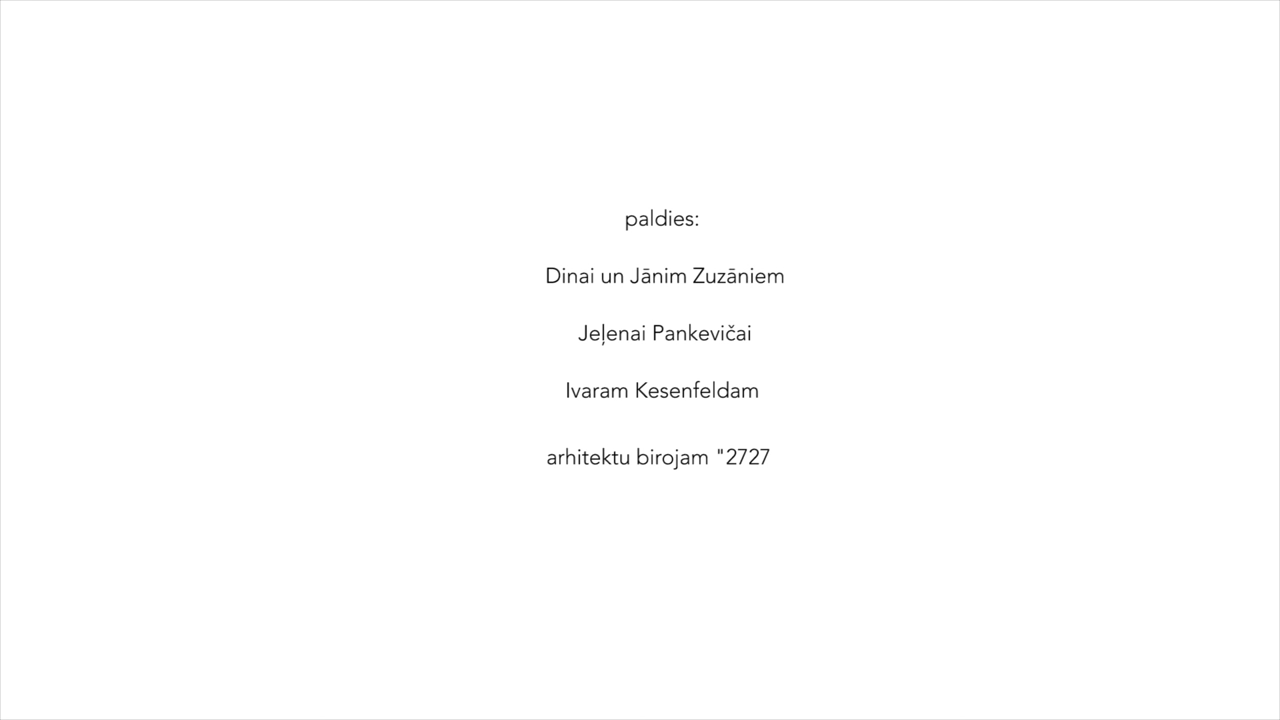 paldies:
Dinai un Jānim Zuzāniem
Jeļenai Pankevičai
Ivaram Kesenfeldam
arhitektu birojam "2727